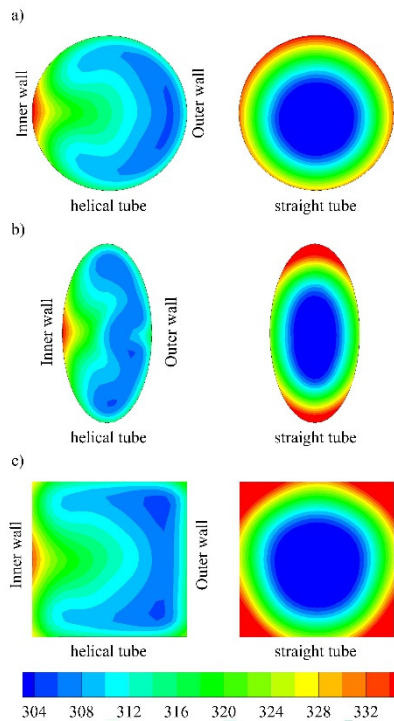 a)
Inner wall
Outer wall
helical tube
straight tube
b)
Inner wall
Outer wall
helical tube
straight tube
c)
Inner wall
Outer wall
helical tube
straight tube
304 308 312 316 320 324 328 332